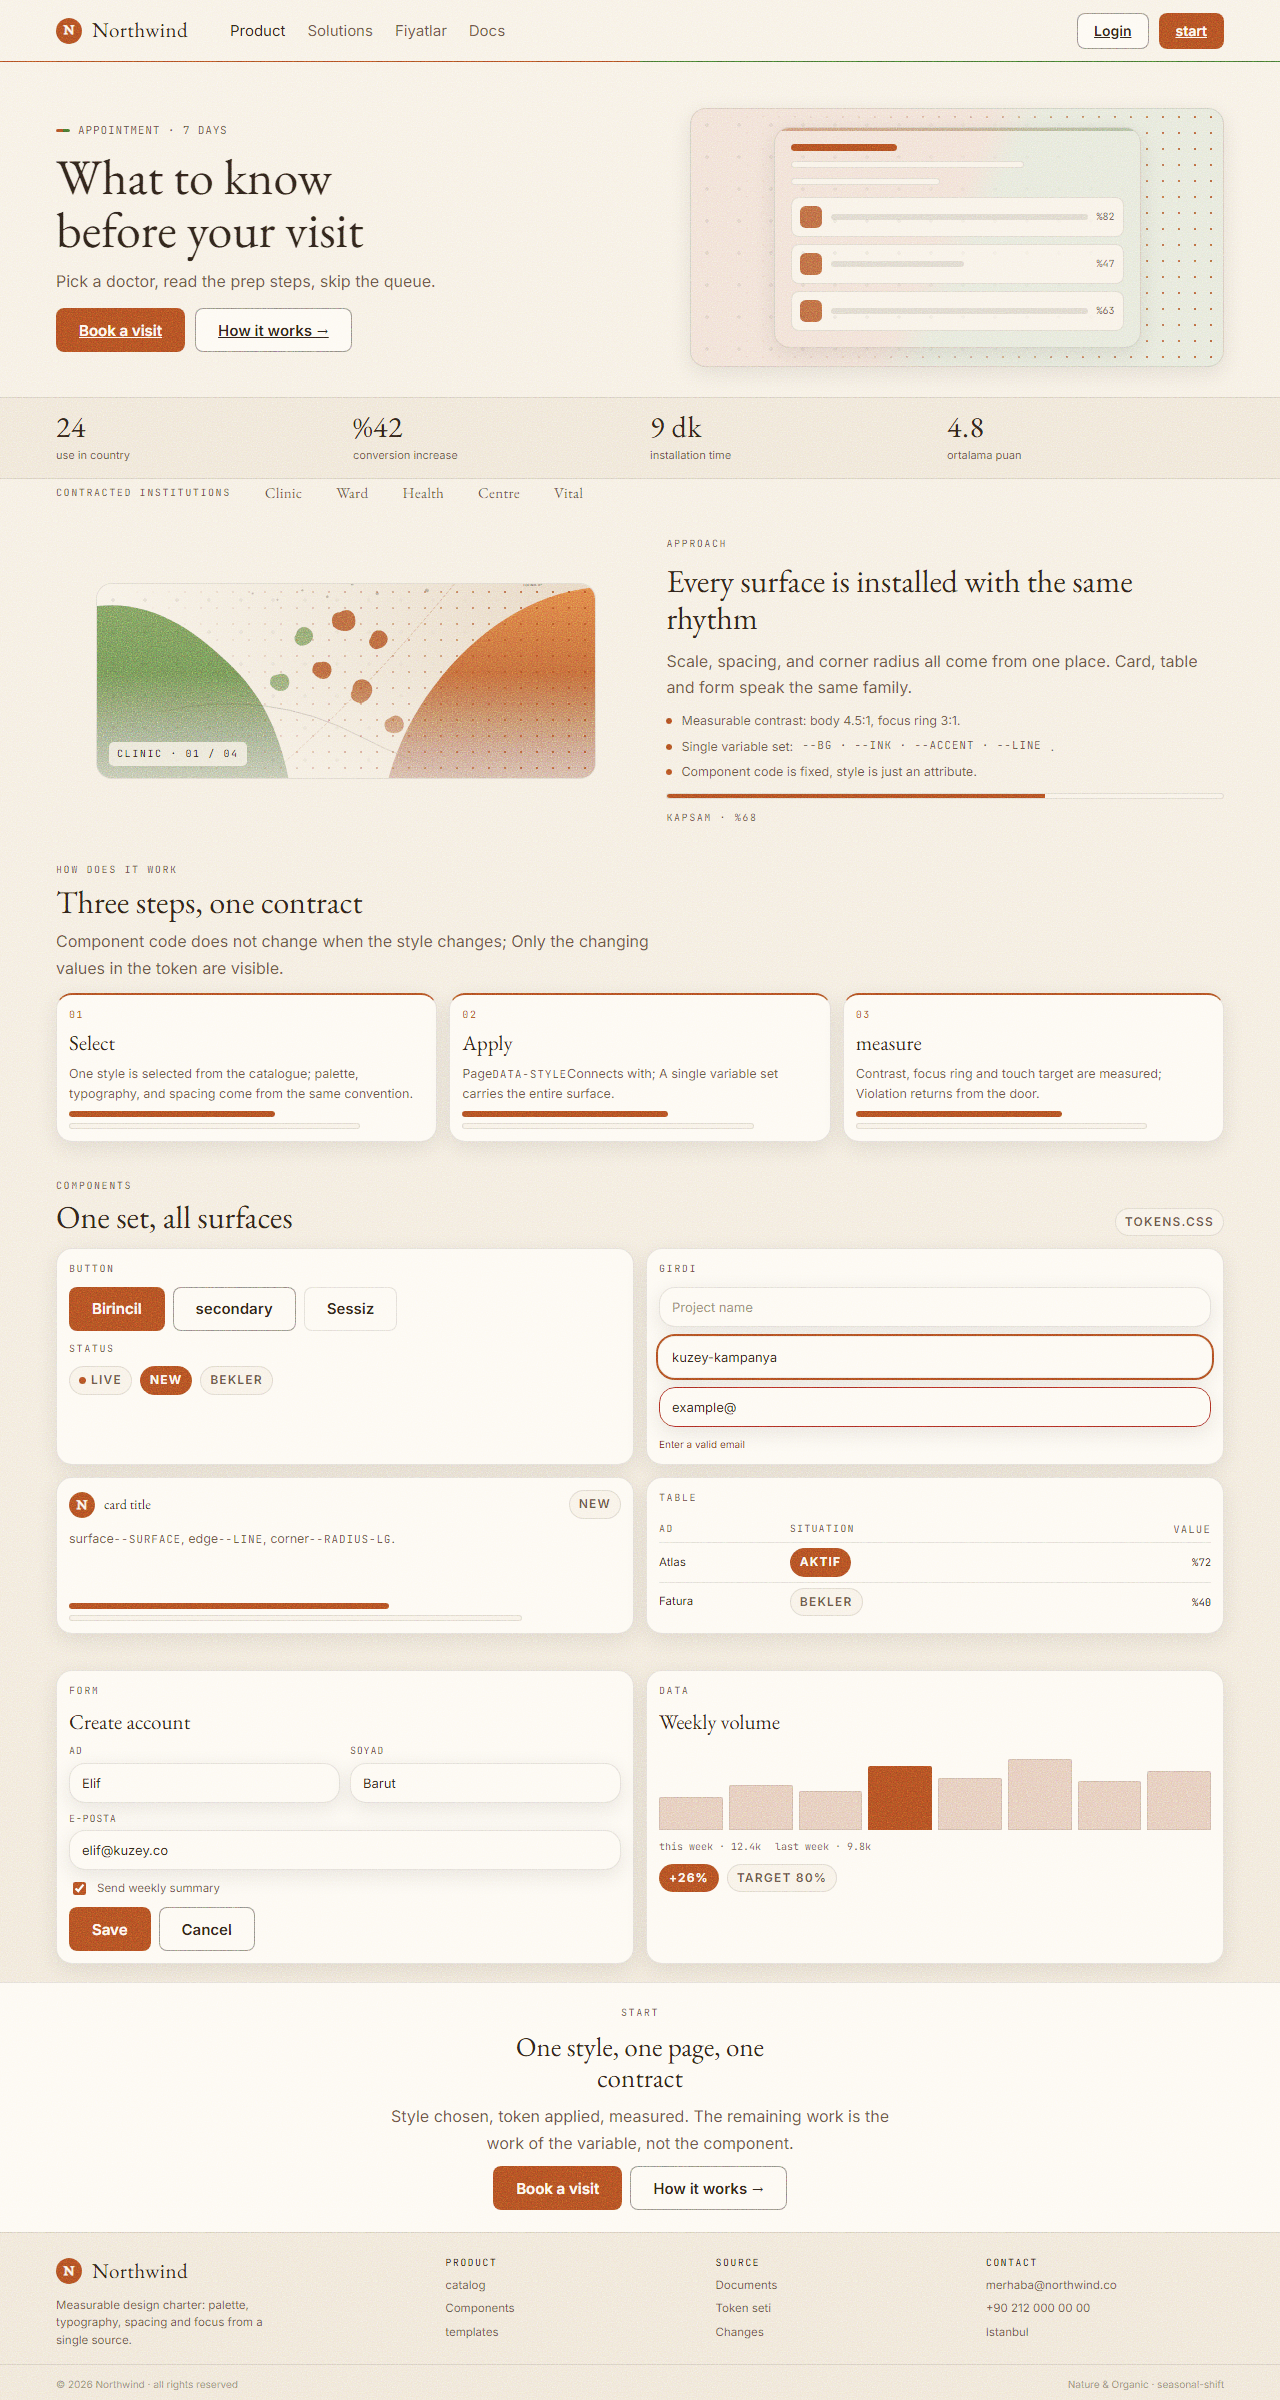 N Northwind Product Solutions Fiyatlar Docs Login start
APPOINTMENT · 7 DAYS
What to know
before your visit
Pick a doctor, read the prep steps, skip the queue.
Book a visit How it works →
%82
%47
%63
24 %42 9 dk 4.8
use in country conversion increase installation time ortalama puan
CONTRACTED INSTITUTIONS Clinic Ward Health Centre Vital
CLINIC · 01 / 04
APPROACH
Every surface is installed with the same
rhythm
Scale, spacing, and corner radius all come from one place. Card, table
and form speak the same family.
Measurable contrast: body 4.5:1, focus ring 3:1.
Single variable set: --BG · --INK · --ACCENT · --LINE .
Component code is fixed, style is just an attribute.
KAPSAM · %68
HOW DOES IT WORK
Three steps, one contract
Component code does not change when the style changes; Only the changing
values in the token are visible.
01
Select
One style is selected from the catalogue; palette,
typography, and spacing come from the same convention.
02
Apply
PageDATA-STYLEConnects with; A single variable set
carries the entire surface.
03
measure
Contrast, focus ring and touch target are measured;
Violation returns from the door.
COMPONENTS
One set, all surfaces
TOKENS.CSS
BUTTON
Birincil secondary Sessiz
STATUS
LIVE NEW BEKLER
GIRDI
Project name
kuzey-kampanya
example@
Enter a valid email
N card title NEW
surface--SURFACE, edge--LINE, corner--RADIUS-LG.
TABLE
AD SITUATION VALUE
Atlas AKTIF %72
Fatura BEKLER %40
FORM
Create account
AD SOYAD
Elif Barut
E-POSTA
elif@kuzey.co
Send weekly summary
Save Cancel
DATA
Weekly volume
this week · 12.4k last week · 9.8k
+26% TARGET 80%
START
One style, one page, one
contract
Style chosen, token applied, measured. The remaining work is the
work of the variable, not the component.
Book a visit How it works →
N Northwind
Measurable design charter: palette,
typography, spacing and focus from a
single source.
PRODUCT
catalog
Components
templates
SOURCE
Documents
Token seti
Changes
CONTACT
merhaba@northwind.co
+90 212 000 00 00
Istanbul
© 2026 Northwind · all rights reserved Nature & Organic · seasonal-shift